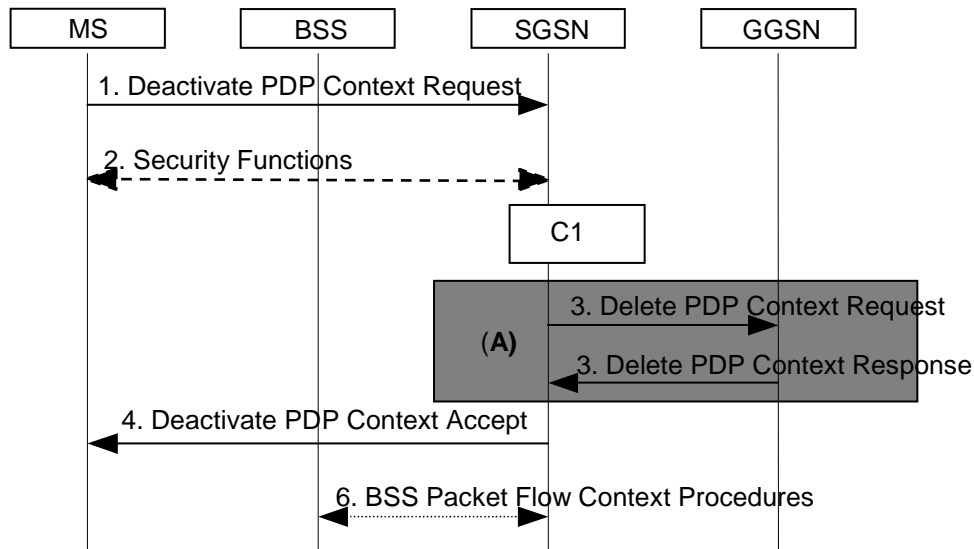 MS BSS SGSN GGSN
1. Deactivate PDP Context Request
2. Security Functions
C1
3. Delete PDP Context Request
(A)
3. Delete PDP Context Response
4. Deactivate PDP Context Accept
6. BSS Packet Flow Context Procedures